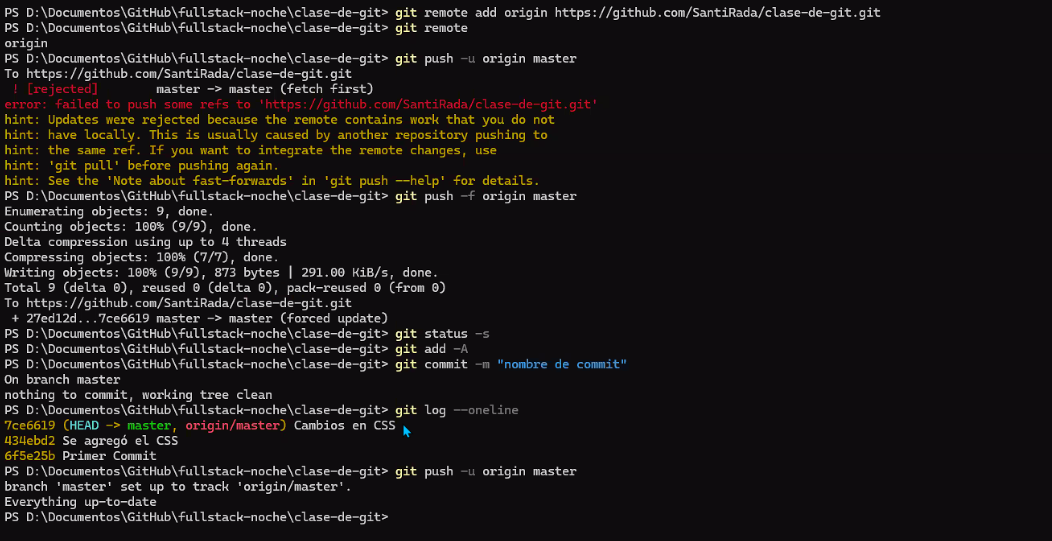 PS D:\Documentos\GitHub\fullstack-noche\clase-de-git> git remote add origin https://github.com/SantiRada/clase-de-git.git
PS D:\Documentos\GitHub\fullstack-noche\clase-de-git> git remote
origin
PS D:\Documentos\GitHub\fullstack-noche\clase-de-git> git push -u origin master
To https://github.com/SantiRada/clase-de-git.git
 ! [rejected]        master -> master (fetch first)
error: failed to push some refs to 'https://github.com/SantiRada/clase-de-git.git'
hint: Updates were rejected because the remote contains work that you do not
hint: have locally. This is usually caused by another repository pushing to
hint: the same ref. If you want to integrate the remote changes, use
hint: 'git pull' before pushing again.
hint: See the 'Note about fast-forwards' in 'git push --help' for details.
PS D:\Documentos\GitHub\fullstack-noche\clase-de-git> git push -f origin master
Enumerating objects: 9, done.
Counting objects: 100% (9/9), done.
Delta compression using up to 4 threads
Compressing objects: 100% (7/7), done.
Writing objects: 100% (9/9), 873 bytes | 291.00 KiB/s, done.
Total 9 (delta 0), reused 0 (delta 0), pack-reused 0 (from 0)
To https://github.com/SantiRada/clase-de-git.git
 + 27ed12d...7ce6619 master -> master (forced update)
PS D:\Documentos\GitHub\fullstack-noche\clase-de-git> git status -s
PS D:\Documentos\GitHub\fullstack-noche\clase-de-git> git add -A
PS D:\Documentos\GitHub\fullstack-noche\clase-de-git> git commit -m "nombre de commit"
On branch master
nothing to commit, working tree clean
PS D:\Documentos\GitHub\fullstack-noche\clase-de-git> git log --oneline
7ce6619 (HEAD -> master, origin/master) Cambios en CSS
434ebd2 Se agregó el CSS
6f5e25b Primer Commit
PS D:\Documentos\GitHub\fullstack-noche\clase-de-git> git push -u origin master
branch 'master' set up to track 'origin/master'.
Everything up-to-date
PS D:\Documentos\GitHub\fullstack-noche\clase-de-git>